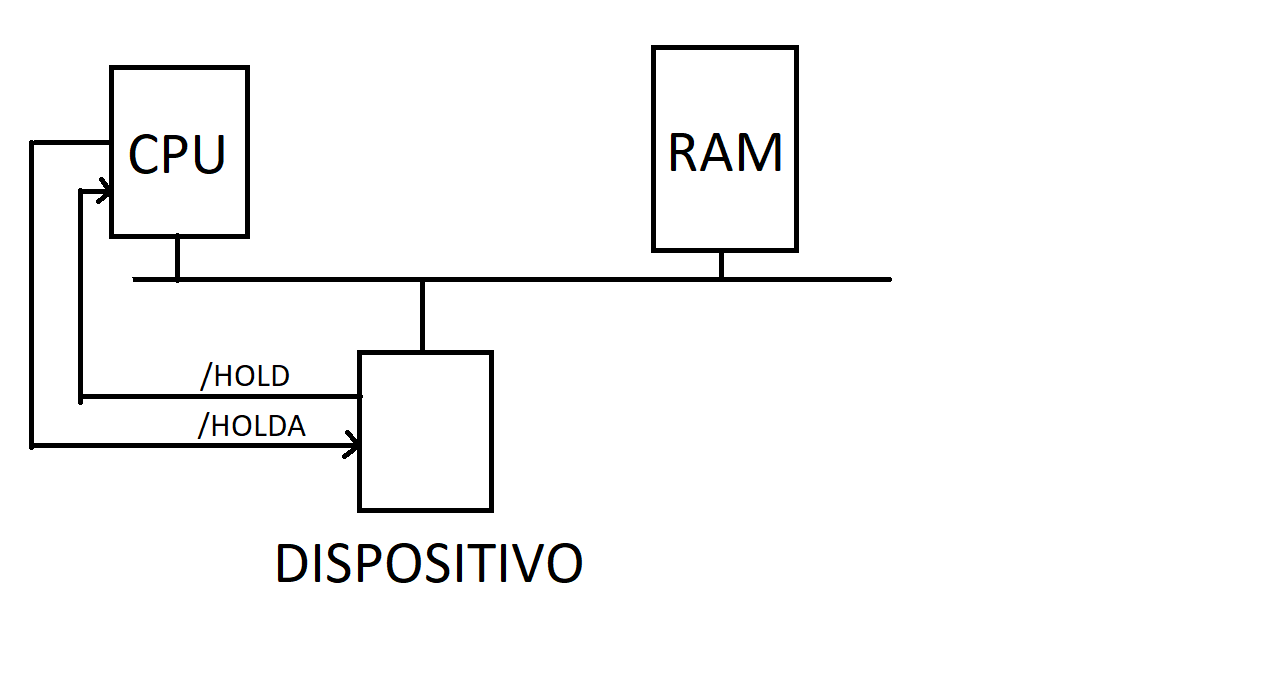 CPU
RAM
/HOLD
/HOLDA
DISPOSITIVO